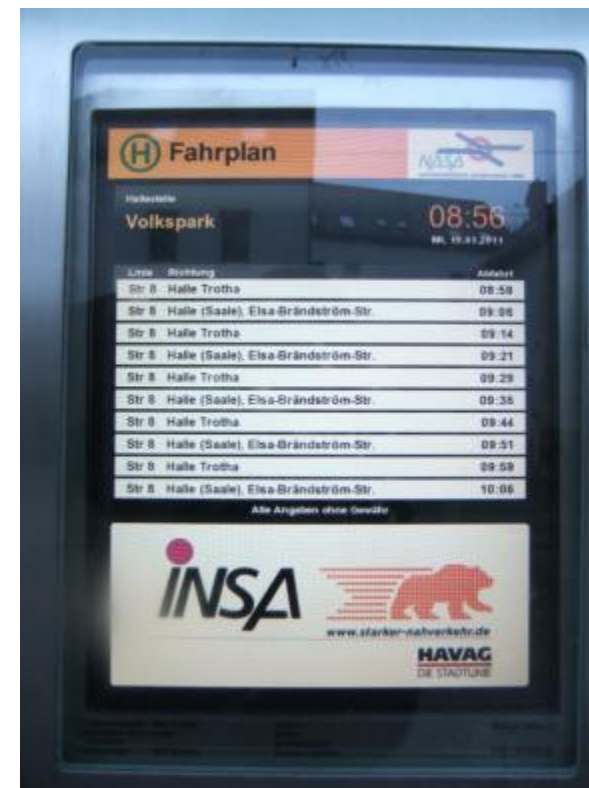 H Fahrplan
NASA
Haltestelle
Volkspark
08:56
Mi, 19.01.2011
Linie Richtung Abfahrt
Str 8 Halle Trotha 08:58
Str 8 Halle (Saale), Elsa-Brändström-Str. 09:06
Str 8 Halle Trotha 09:14
Str 8 Halle (Saale), Elsa-Brändström-Str. 09:21
Str 8 Halle Trotha 09:29
Str 8 Halle (Saale), Elsa-Brändström-Str. 09:36
Str 8 Halle Trotha 09:44
Str 8 Halle (Saale), Elsa-Brändström-Str. 09:51
Str 8 Halle Trotha 09:59
Str 8 Halle (Saale), Elsa-Brändström-Str. 10:06
Alle Angaben ohne Gewähr
INSA
www.starker-nahverkehr.de
HAVAG
DIE STADTLINIE